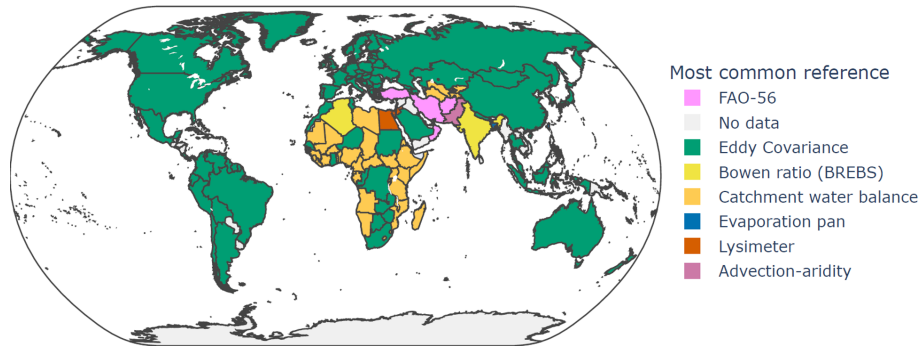 Most common reference
FAO-56
No data
Eddy Covariance
Bowen ratio (BREBS)
Catchment water balance
Evaporation pan
Lysimeter
Advection-aridity